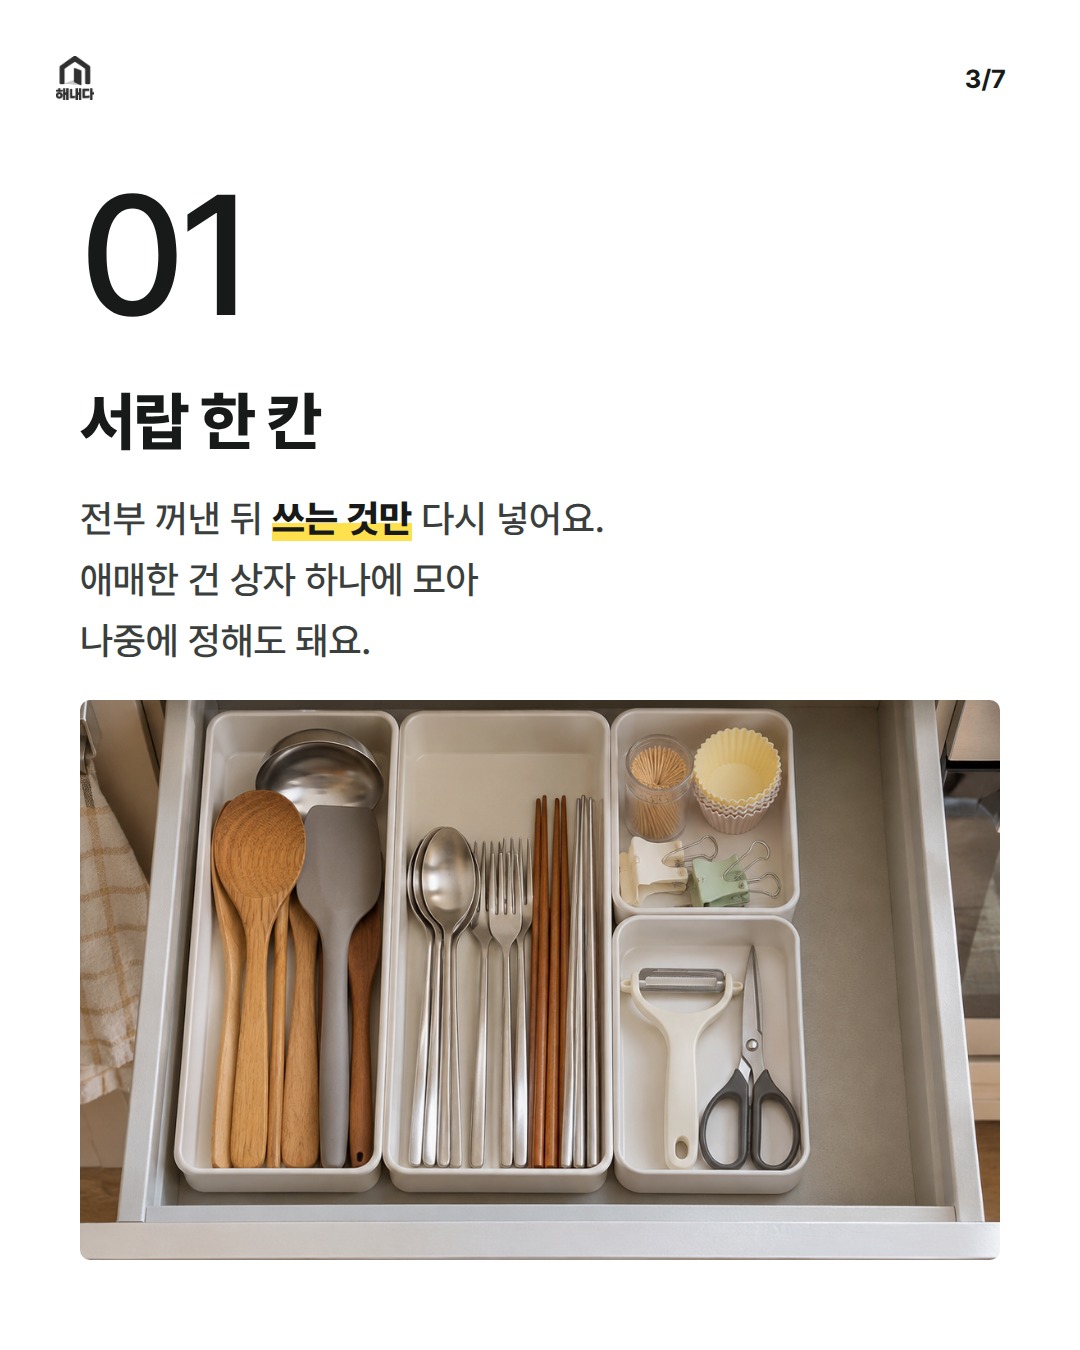 해내다
3/7
01
서랍 한 칸
전부 꺼낸 뒤 쓰는 것만 다시 넣어요.
애매한 건 상자 하나에 모아
나중에 정해도 돼요.